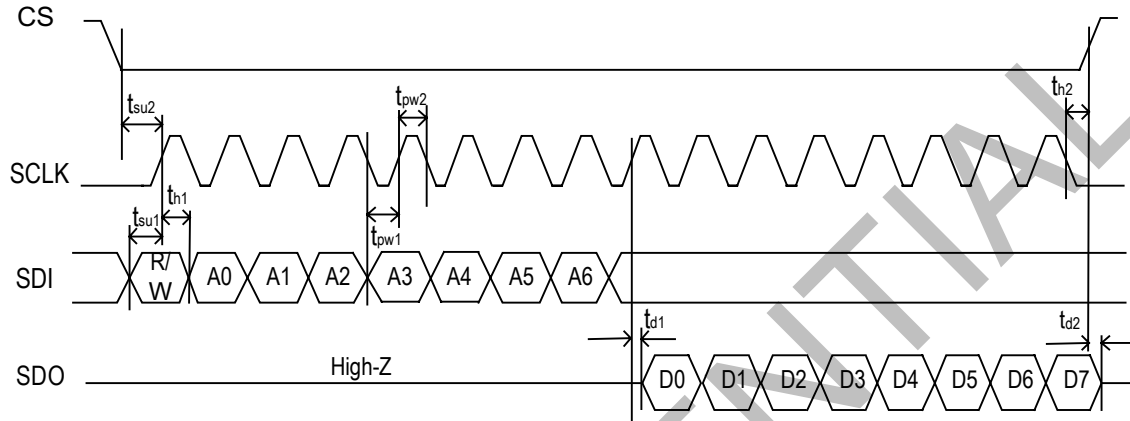 CS
tsu2
tpw2
th2
SCLK
tsu1
th1
tpw1
SDI
R/
W
A0
A1
A2
A3
A4
A5
A6
td1
td2
SDO
High-Z
D0
D1
D2
D3
D4
D5
D6
D7
ENTIAL